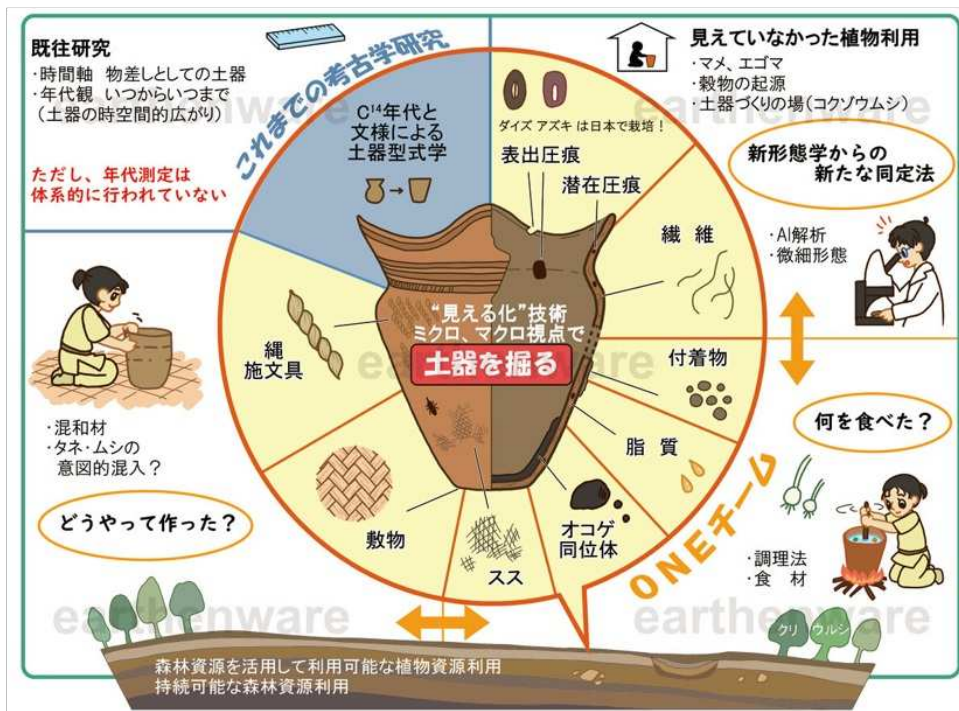 既往研究
・時間軸 物差しとしての土器
・年代観 いつからいつまで
（土器の時空間的広がり）
ただし、年代測定は
体系的に行われていない
これまでの考古学研究
C14年代と
文様による
土器型式学
見えていなかった植物利用
・マメ、エゴマ
・穀物の起源
・土器づくりの場（コクゾウムシ）
ダイズ アズキ は日本で栽培！
表出圧痕
潜在圧痕
新形態学からの
新たな同定法
・AI解析
・微細形態
繊維
"見える化"技術
ミクロ、マクロ視点で
土器を掘る
縄
施文具
付着物
脂質
オコゲ
同位体
スス
敷物
・混和材
・タネ・ムシの
意図的混入？
どうやって作った？
何を食べた？
・調理法
・食 材
ONEチーム
クリ
ウルシ
森林資源を活用して利用可能な植物資源利用
持続可能な森林資源利用
earthenware
earthenware
earthenware
earthenware
earthenware